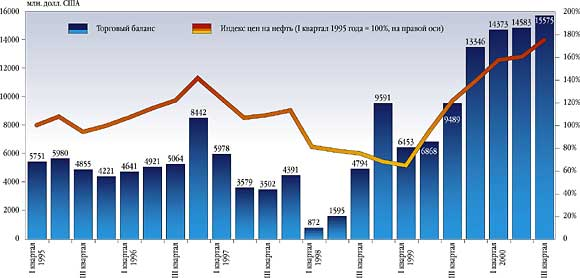 млн. долл. США
Торговый баланс
Индекс цен на нефть (I квартал 1995 года = 100%, на правой оси)
16000
14000
12000
10000
8000
6000
4000
2000
0
200%
180%
160%
140%
120%
100%
80%
60%
40%
20%
0%
5751
5980
4855
4221
4641
4921
5064
8442
5978
3579
3502
4391
872
1595
4794
9591
6453
6868
9489
13346
14373
14583
15575
I квартал 1995
III квартал
I квартал 1996
III квартал
I квартал 1997
III квартал
I квартал 1998
III квартал
I квартал 1999
III квартал
I квартал 2000
III квартал